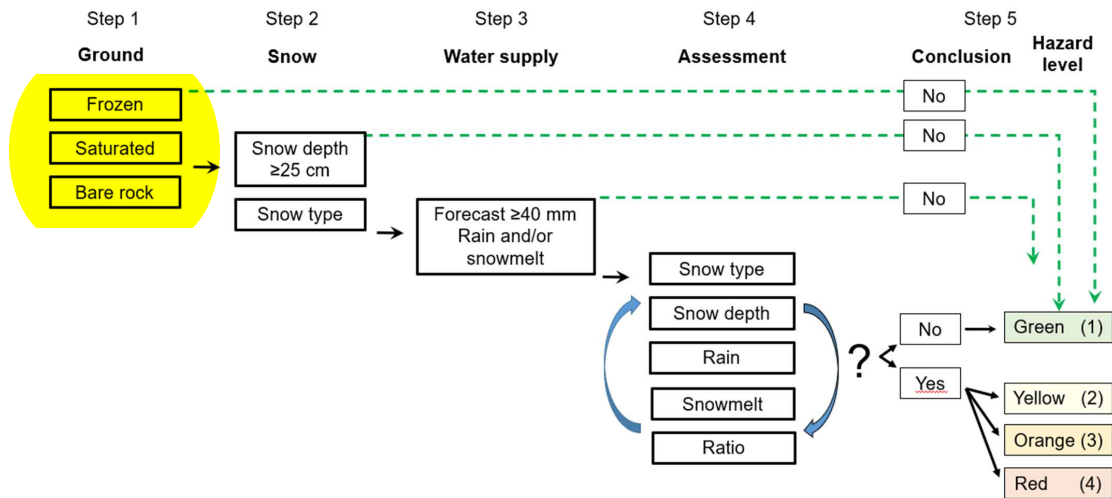 Step 1
Step 2
Step 3
Step 4
Step 5
Ground
Snow
Water supply
Assessment
Conclusion
Hazard
level
Frozen
Saturated
Bare rock
Snow depth
≥25 cm
Snow type
Forecast ≥40 mm
Rain and/or
snowmelt
Snow type
Snow depth
Rain
Snowmelt
Ratio
?
No
No
No
No
Yes
Green (1)
Yellow (2)
Orange (3)
Red (4)